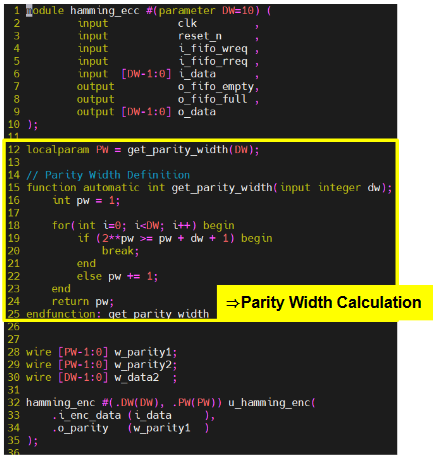 1 module hamming_ecc #(parameter DW=10) (
2 input clk ,
3 input reset_n ,
4 input i_fifo_wreq ,
5 input i_fifo_rreq ,
6 input [DW-1:0] i_data ,
7 output o_fifo_empty,
8 output o_fifo_full ,
9 output [DW-1:0] o_data
10 );
11
12 localparam PW = get_parity_width(DW);
13
14 // Parity Width Definition
15 function automatic int get_parity_width(input integer dw);
16 int pw = 1;
17
18 for(int i=0; i<DW; i++) begin
19 if (2**pw >= pw + dw + 1) begin
20 break;
21 end
22 else pw += 1;
23 end
24 return pw;
25 endfunction: get_parity_width
⇒Parity Width Calculation
26
27
28 wire [PW-1:0] w_parity1;
29 wire [PW-1:0] w_parity2;
30 wire [DW-1:0] w_data2 ;
31
32 hamming_enc #(.DW(DW), .PW(PW)) u_hamming_enc(
33 .i_enc_data (i_data ),
34 .o_parity (w_parity1 )
35 );
36